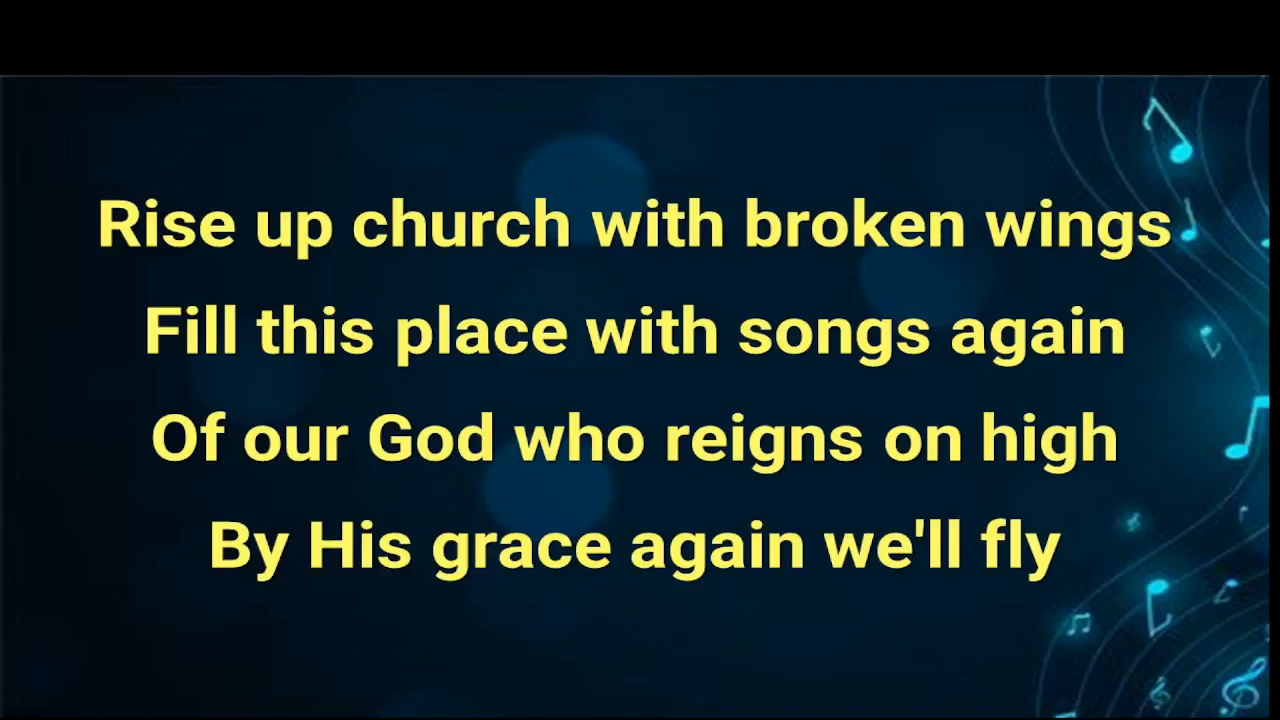 Rise up church with broken wings
Fill this place with songs again
Of our God who reigns on high
By His grace again we'll fly